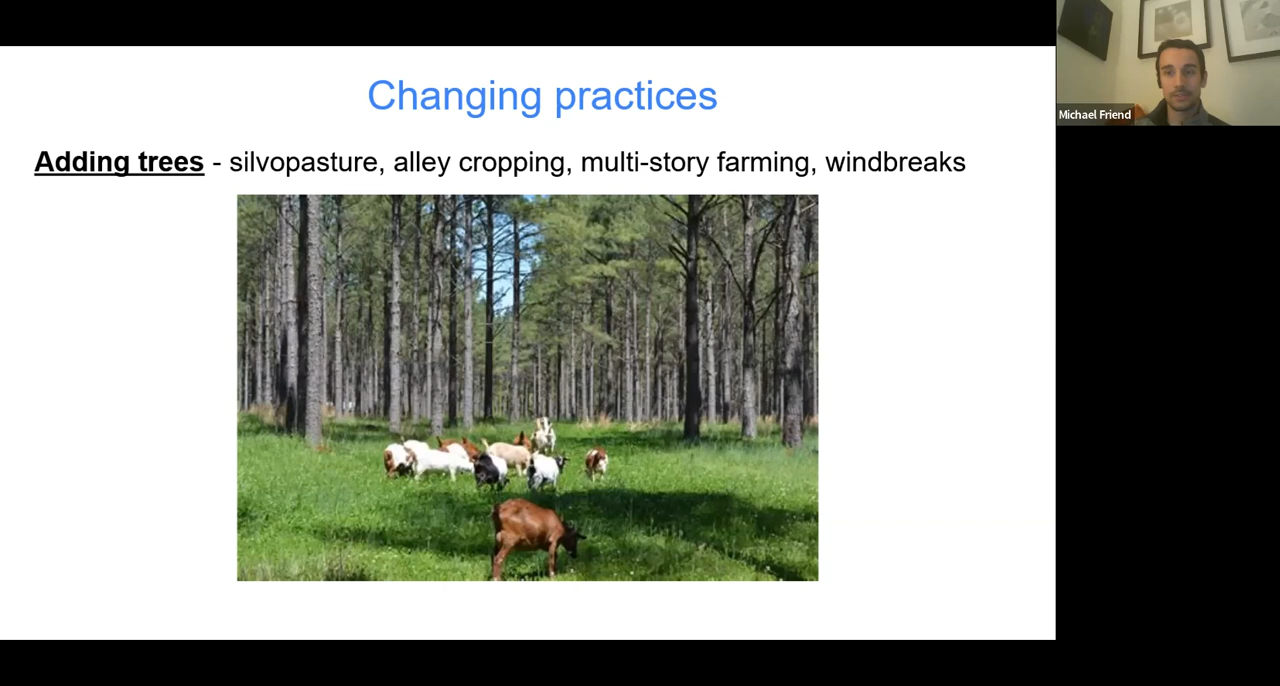 Changing practices
Adding trees - silvopasture, alley cropping, multi-story farming, windbreaks
Michael Friend